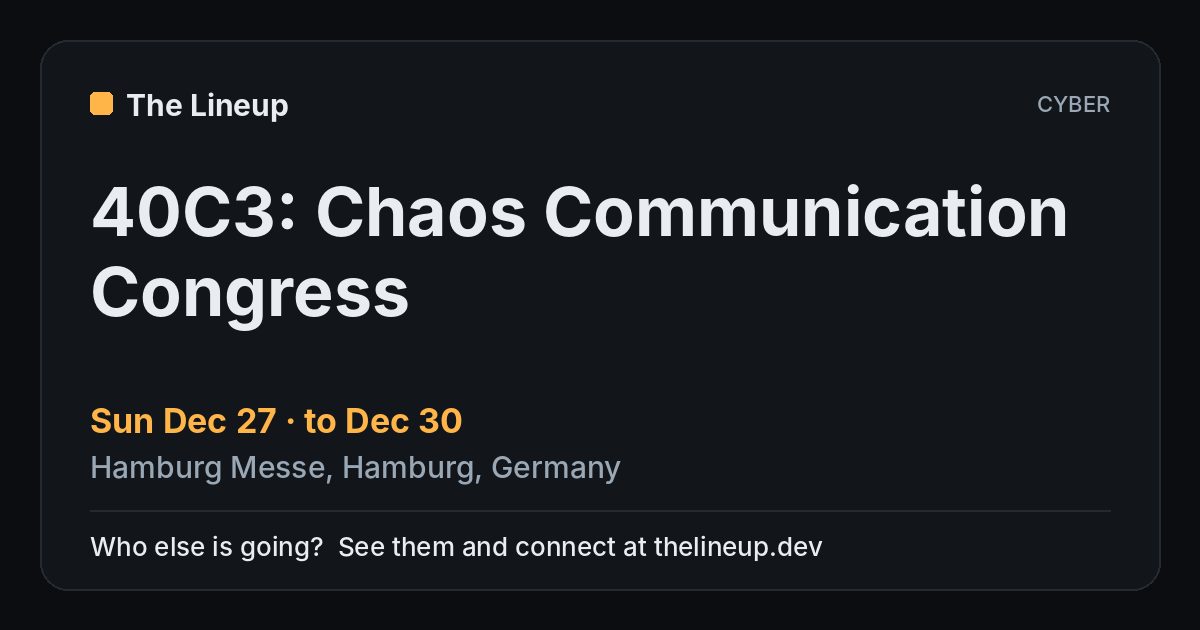 The Lineup
CYBER
40C3: Chaos Communication
Congress
Sun Dec 27 · to Dec 30
Hamburg Messe, Hamburg, Germany
Who else is going? See them and connect at thelineup.dev